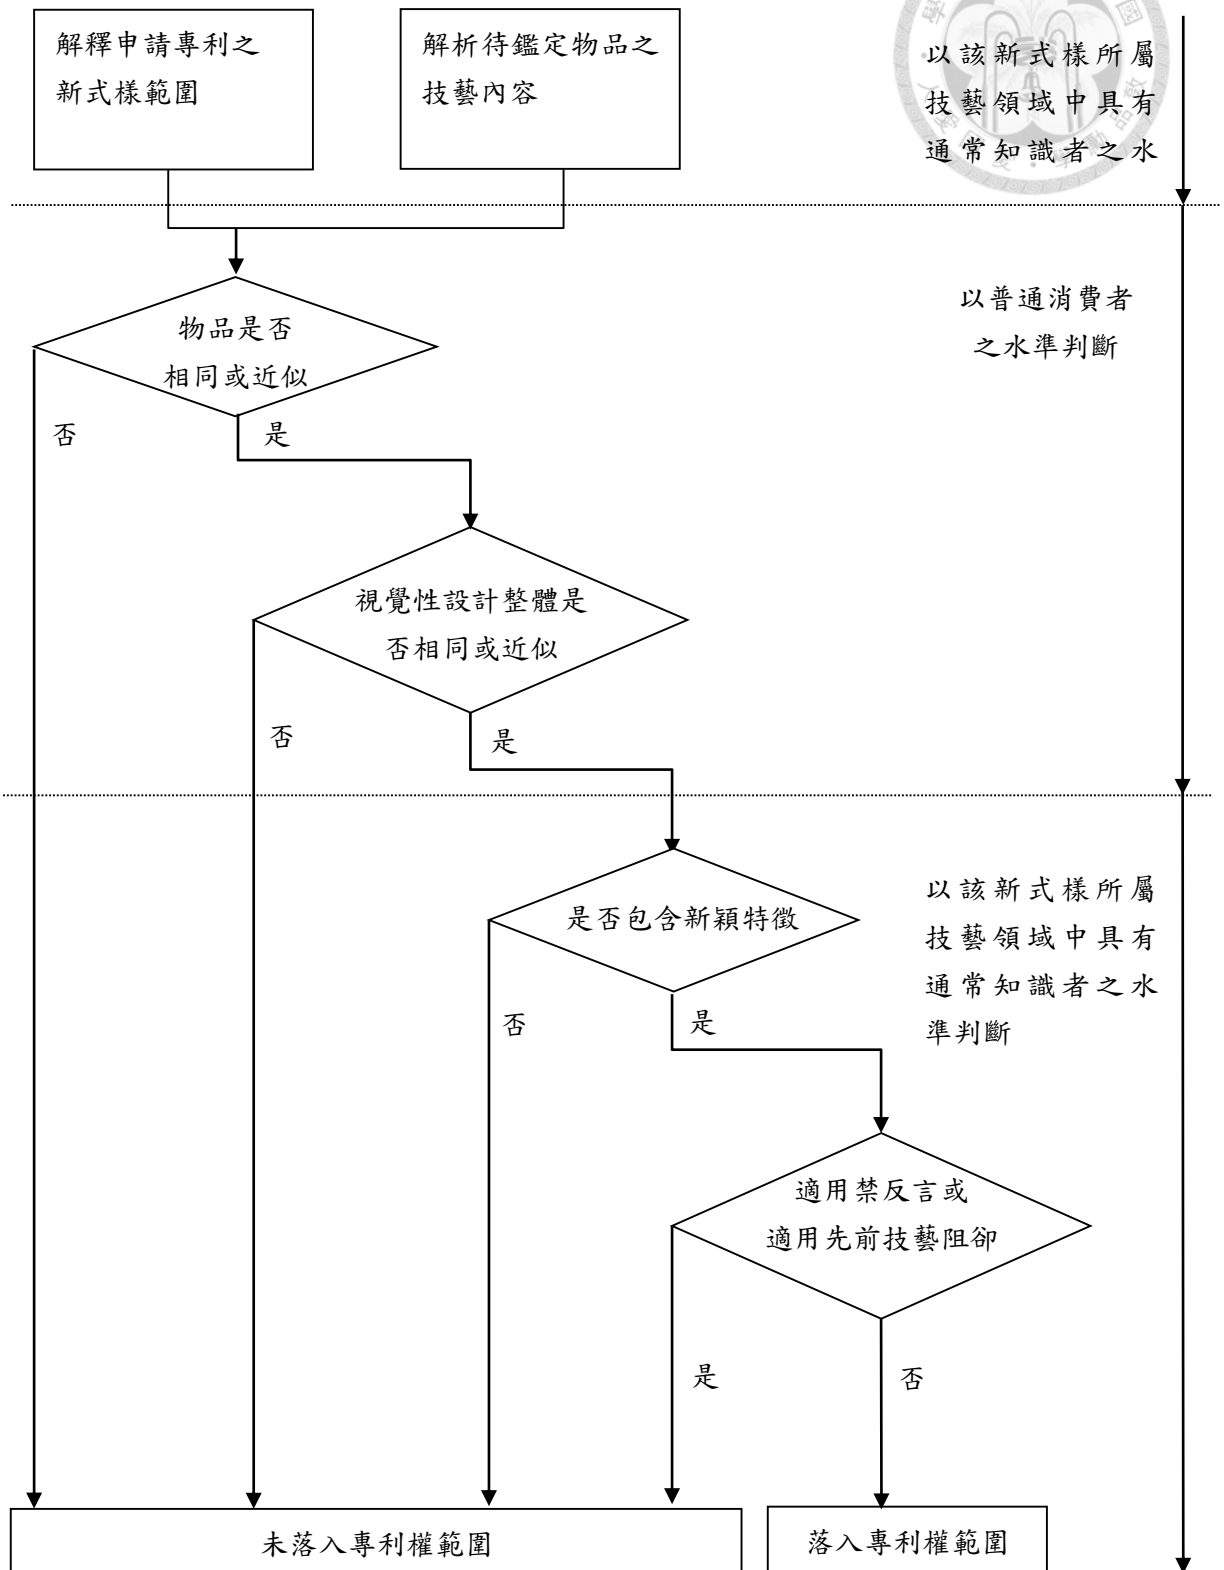 解釋申請專利之
新式樣範圍
解析待鑑定物品之
技藝內容
以該新式樣所屬
技藝領域中具有
通常知識者之水
物品是否
相同或近似
以普通消費者
之水準判斷
否
是
視覺性設計整體是
否相同或近似
否
是
是否包含新穎特徵
以該新式樣所屬
技藝領域中具有
通常知識者之水
準判斷
否
是
適用禁反言或
適用先前技藝阻卻
是
否
未落入專利權範圍
落入專利權範圍